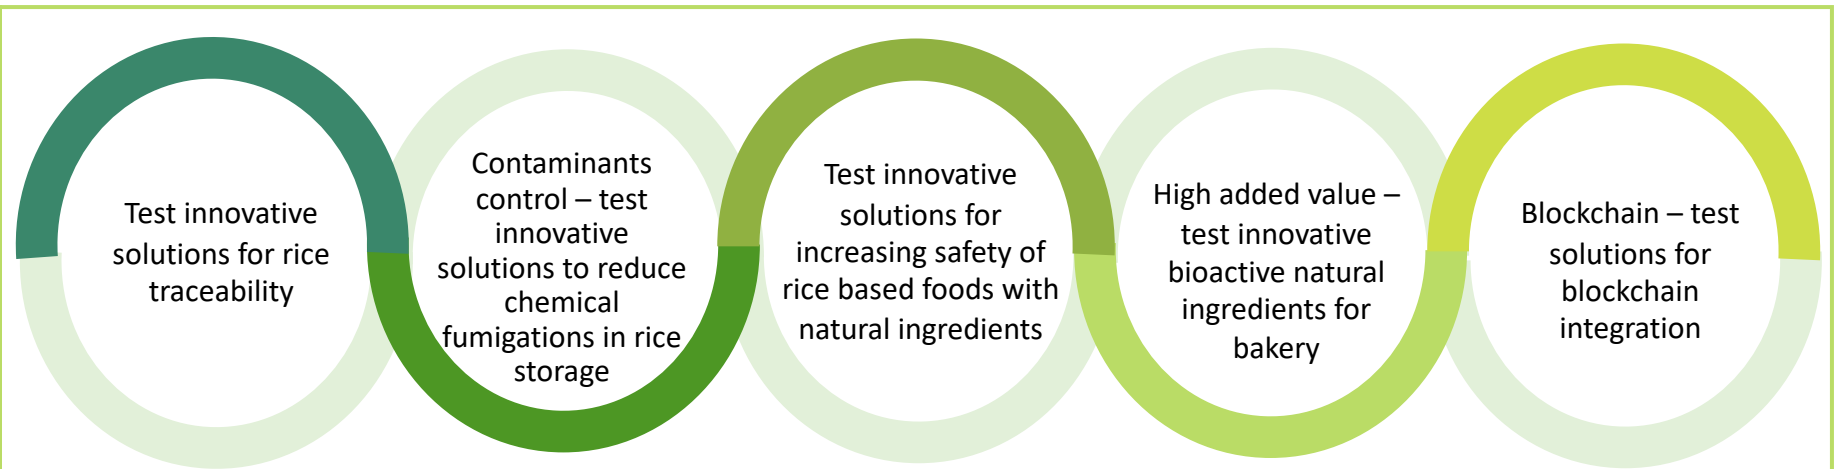 Test innovative
solutions for rice
traceability
Contaminants
control – test
innovative
solutions to reduce
chemical
fumigations in rice
storage
Test innovative
solutions for
increasing safety of
rice based foods with
natural ingredients
High added value –
test innovative
bioactive natural
ingredients for
bakery
Blockchain – test
solutions for
blockchain
integration